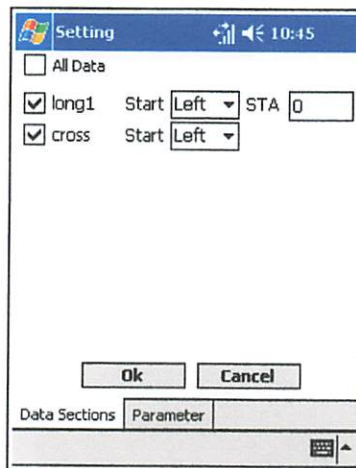 Setting 10:45
All Data
long1 Start Left STA 0
cross Start Left
Ok Cancel
Data Sections Parameter